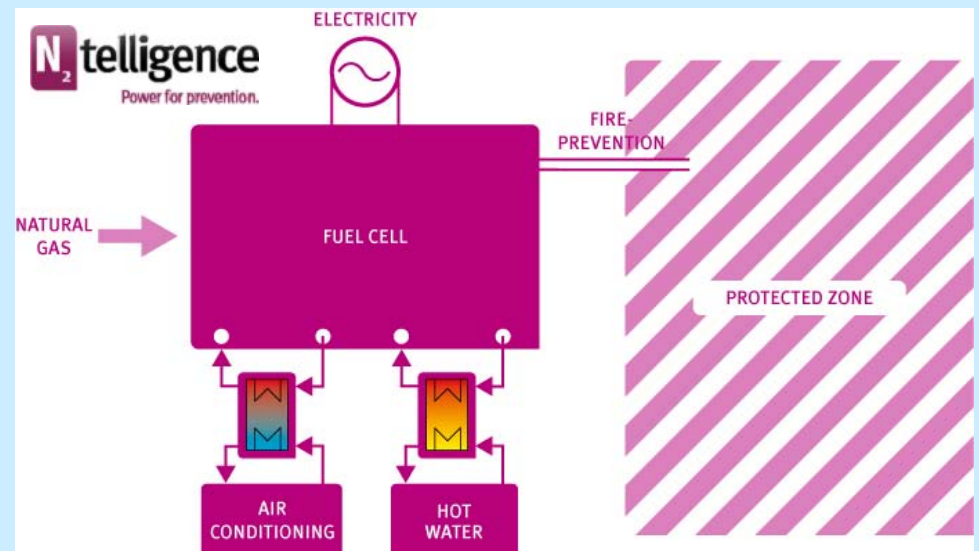 N2telligence
Power for prevention.
ELECTRICITY
FIRE-
PREVENTION
NATURAL
GAS
FUEL CELL
PROTECTED ZONE
AIR
CONDITIONING
HOT
WATER